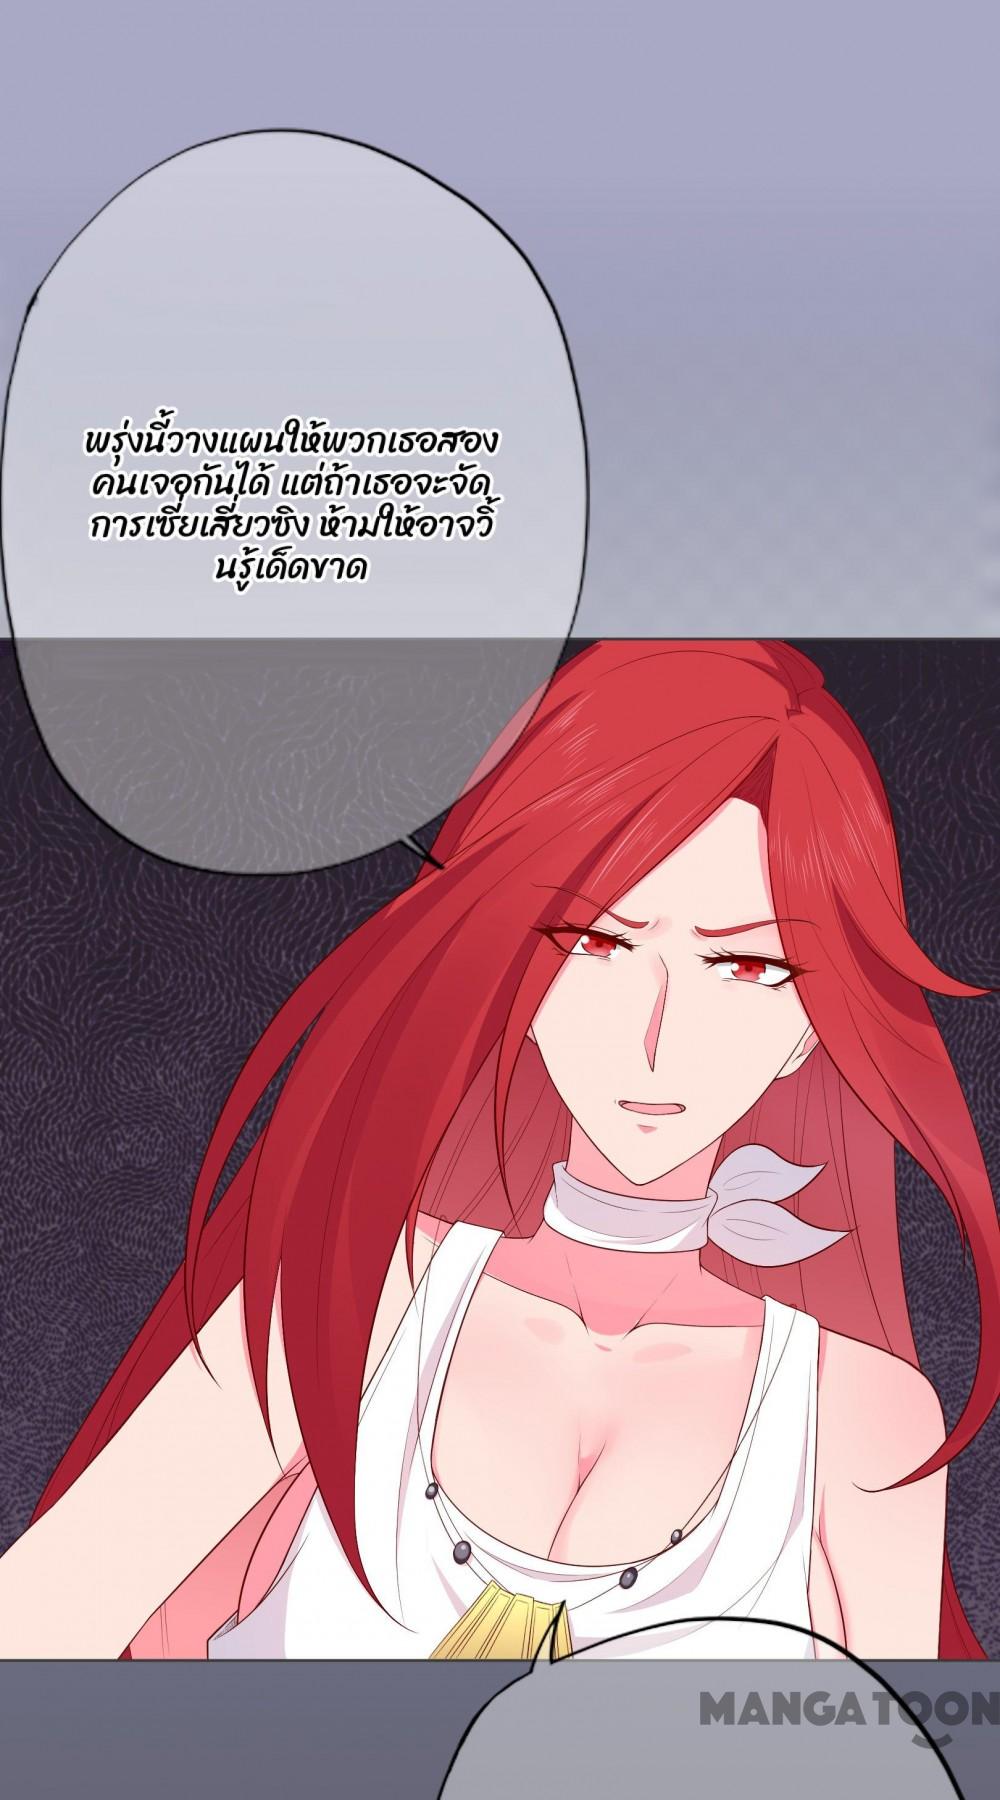 พรุ่งนี้วางแผนให้พวกเธอสอง
คนเจอกันได้ แต่ถ้าเธอจะจัด
การเซี่ยเสี่ยวซิง ห้ามให้อาจวิ้
นรู้เด็ดขาด
MANGA TOON